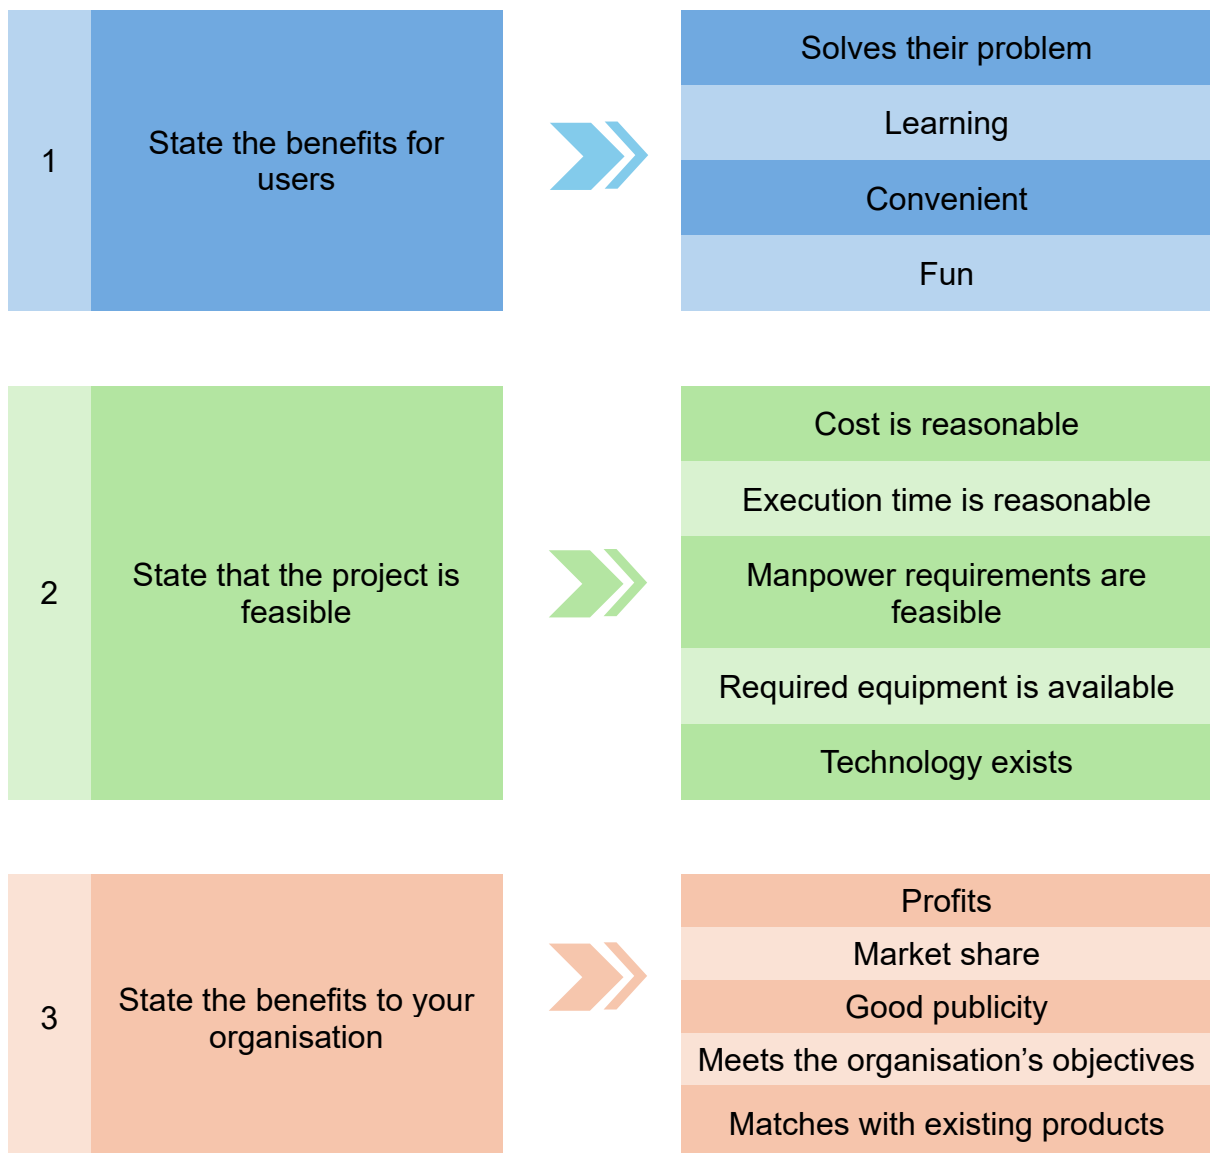 1
State the benefits for
users
Solves their problem
Learning
Convenient
Fun
2
State that the project is
feasible
Cost is reasonable
Execution time is reasonable
Manpower requirements are
feasible
Required equipment is available
Technology exists
3
State the benefits to your
organisation
Profits
Market share
Good publicity
Meets the organisation’s objectives
Matches with existing products